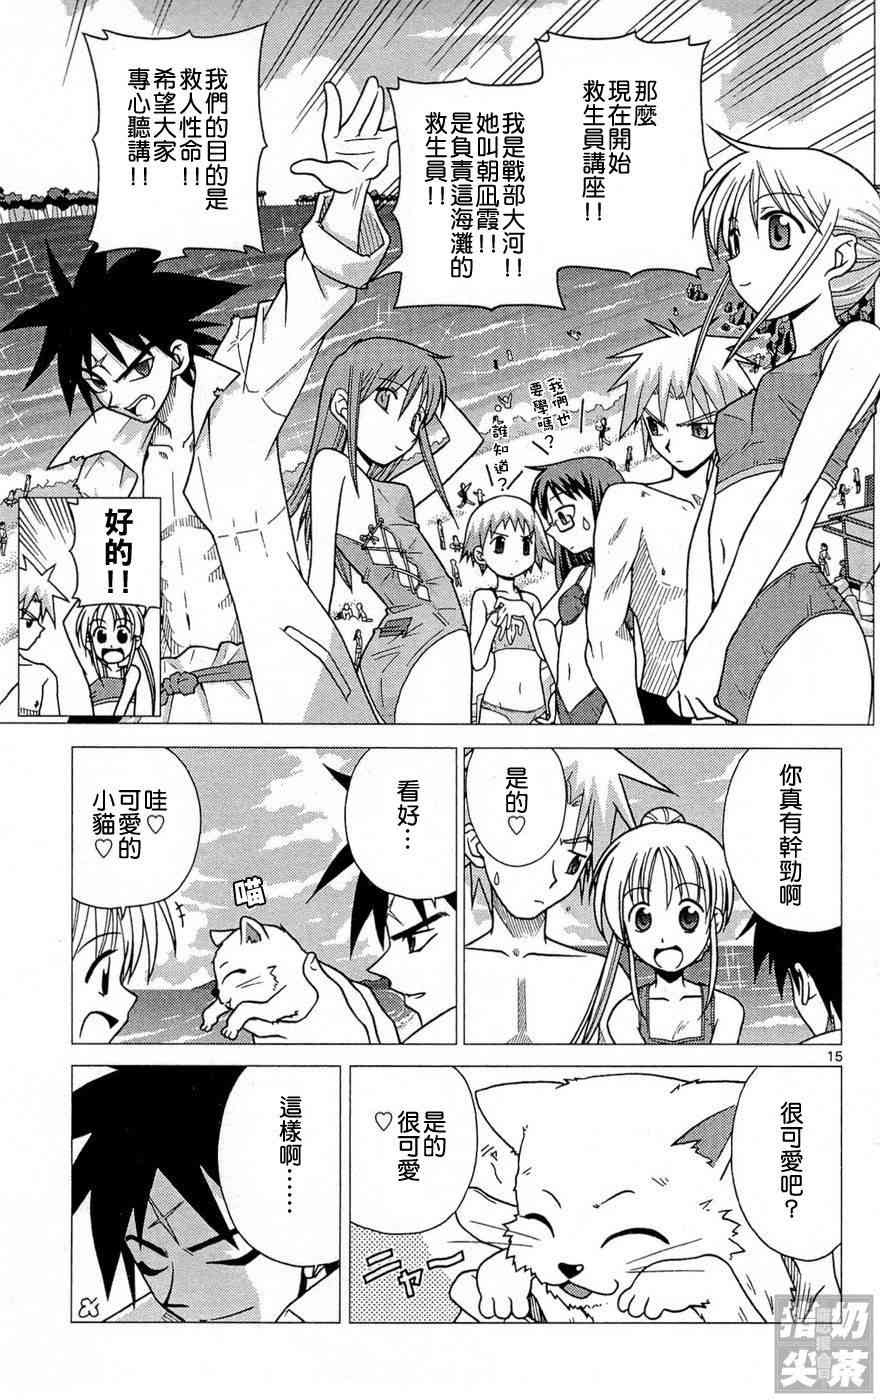 那麼
現在開始
救生員講座!!
我是戰部大河!!
她叫朝凪霞!!
是負責這海灘的
救生員!!
我們的目的是
救人性命!!
希望大家
專心聽講!!
我們也
要學嗎?
誰知道?
好的!!
你真有幹勁啊
是的♡
看好…
喵
哇♡
可愛的
小貓♡
15
很可愛吧?
是的
很可愛
♡
ニャー
這樣啊……
指尖奶茶